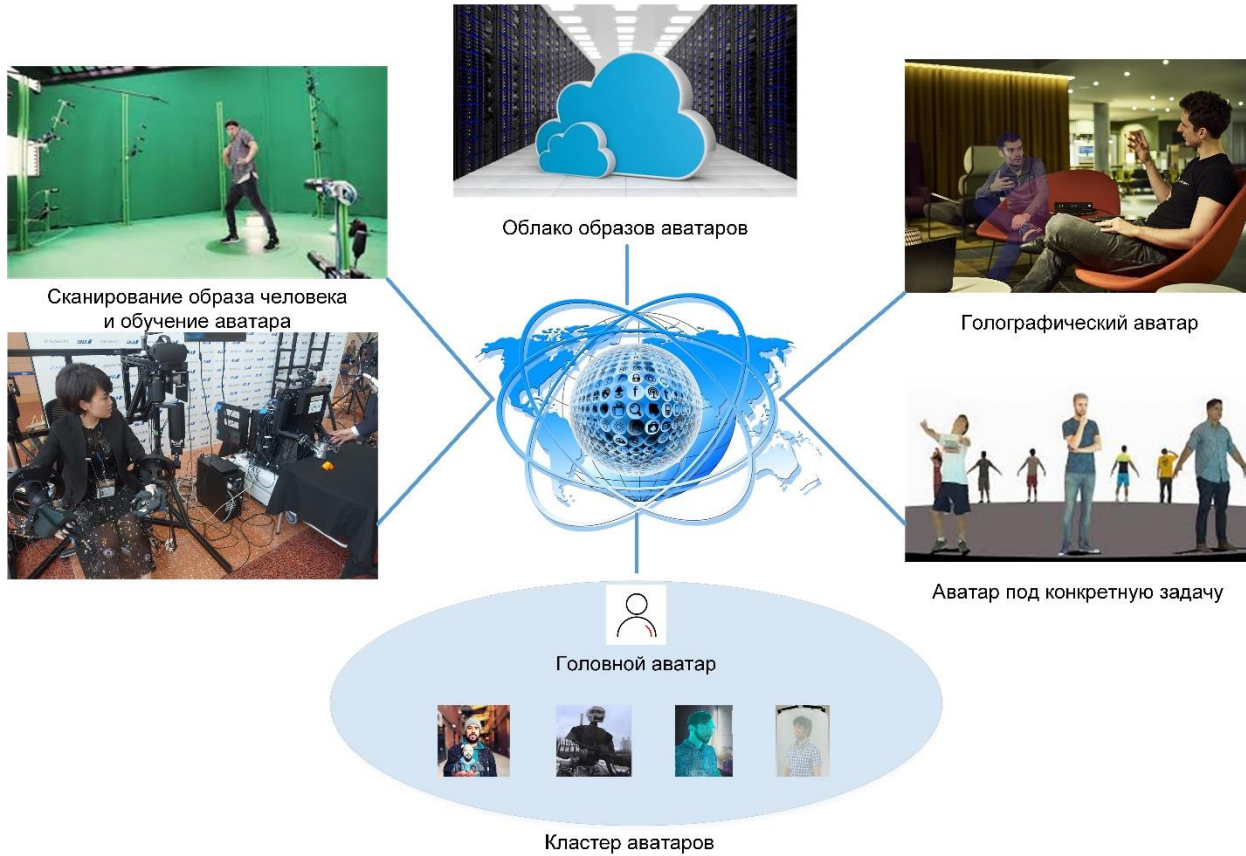 Облако образов аватаров
Сканирование образа человека
и обучение аватара
Голографический аватар
Аватар под конкретную задачу
Головной аватар
Кластер аватаров